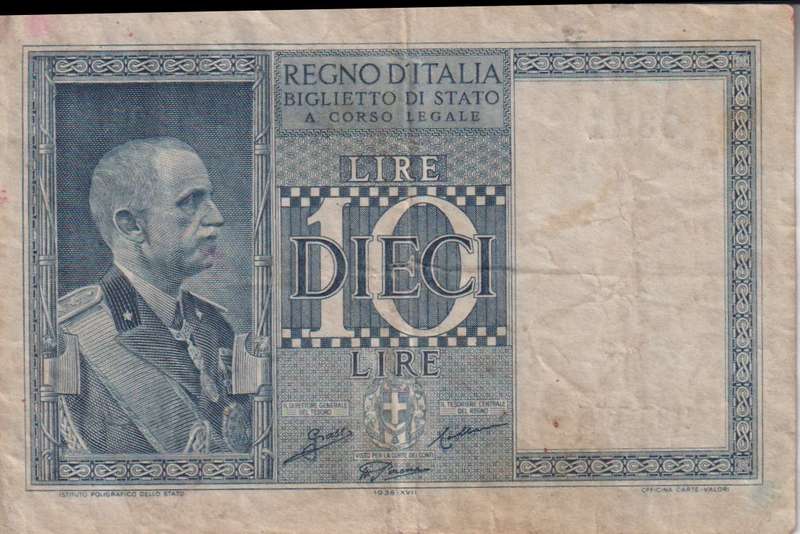 REGNO D'ITALIA
BIGLIETTO DI STATO
A CORSO LEGALE
LIRE
10
DIECI
LIRE
IL DIRETTORE GENERALE
DEL TESORO
IL TESORIERE CENTRALE
DEL REGNO
VISTO PER LA CORTE DEI CONTI
ISTITUTO POLIGRAFICO DELLO STATO
1938-XVII
OFFICINA CARTE-VALORI